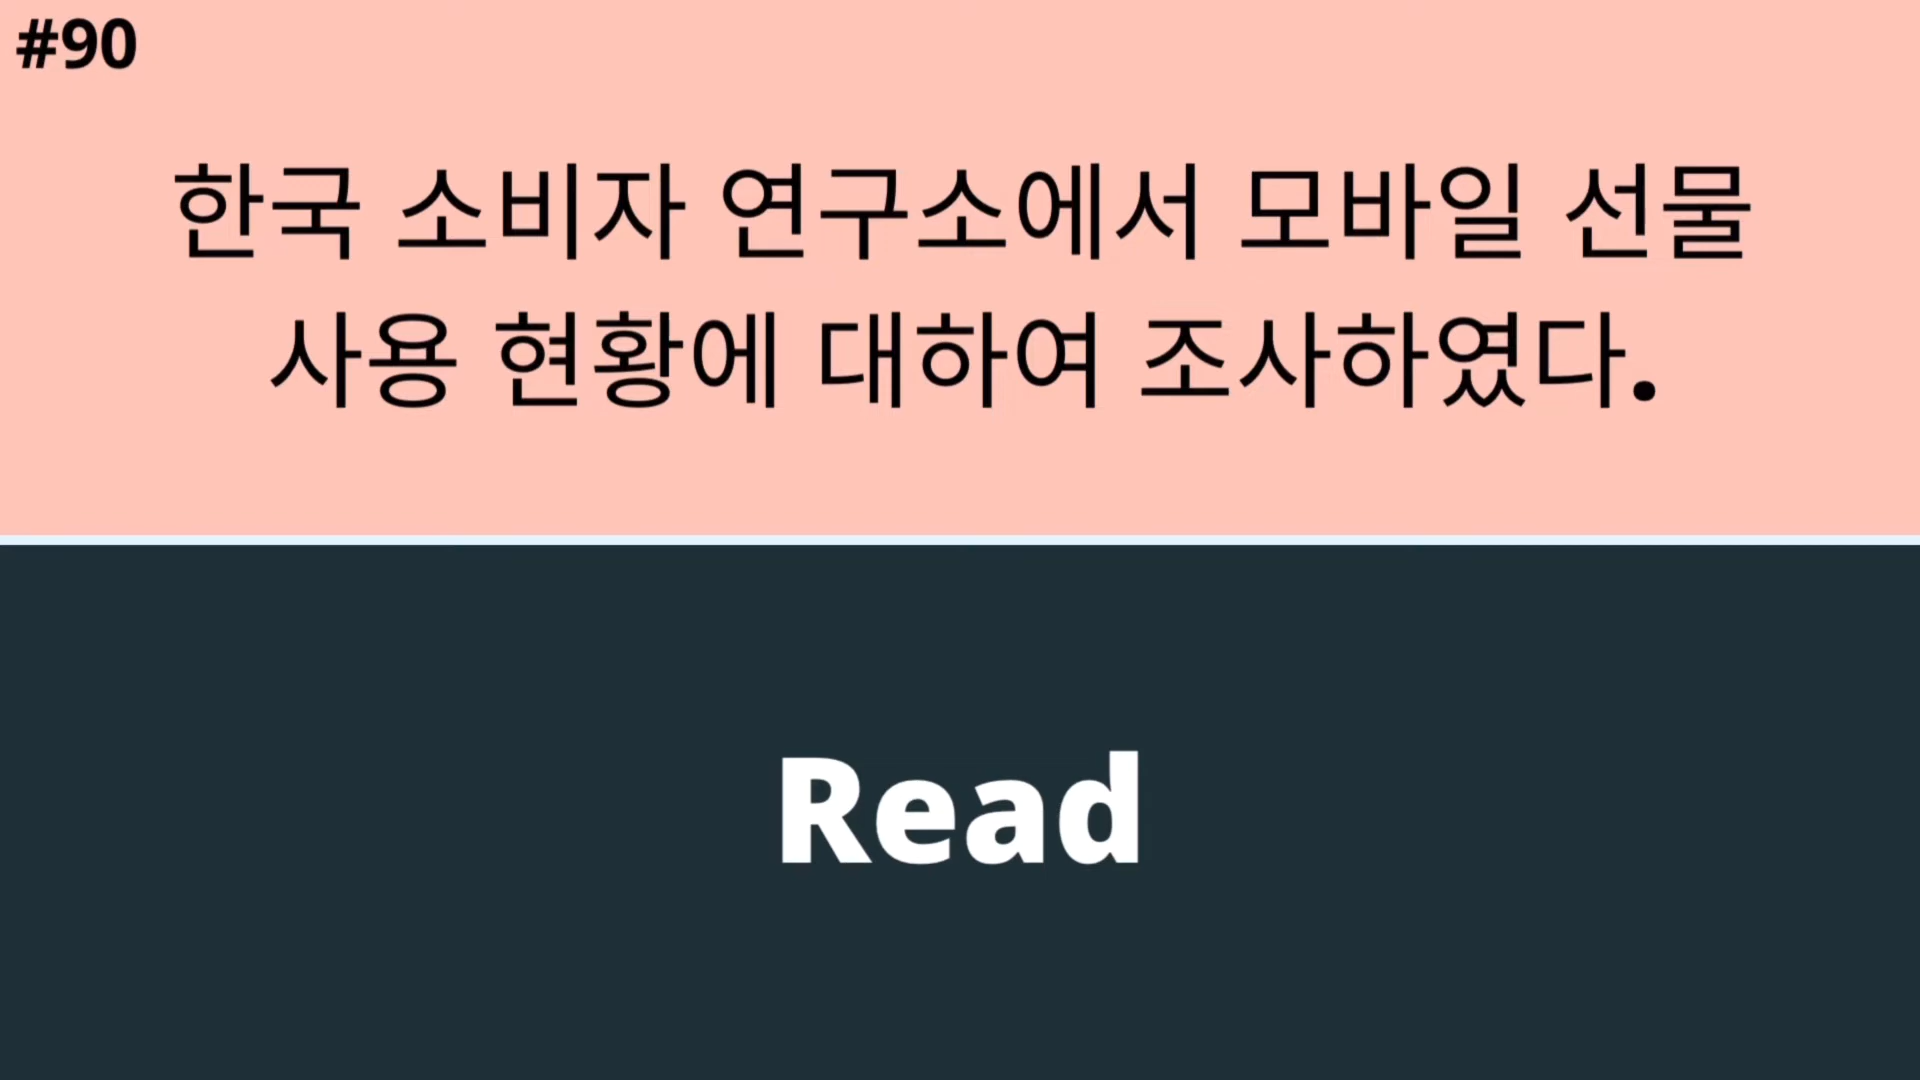 #90
한국 소비자 연구소에서 모바일 선물
사용 현황에 대하여 조사하였다.
Read